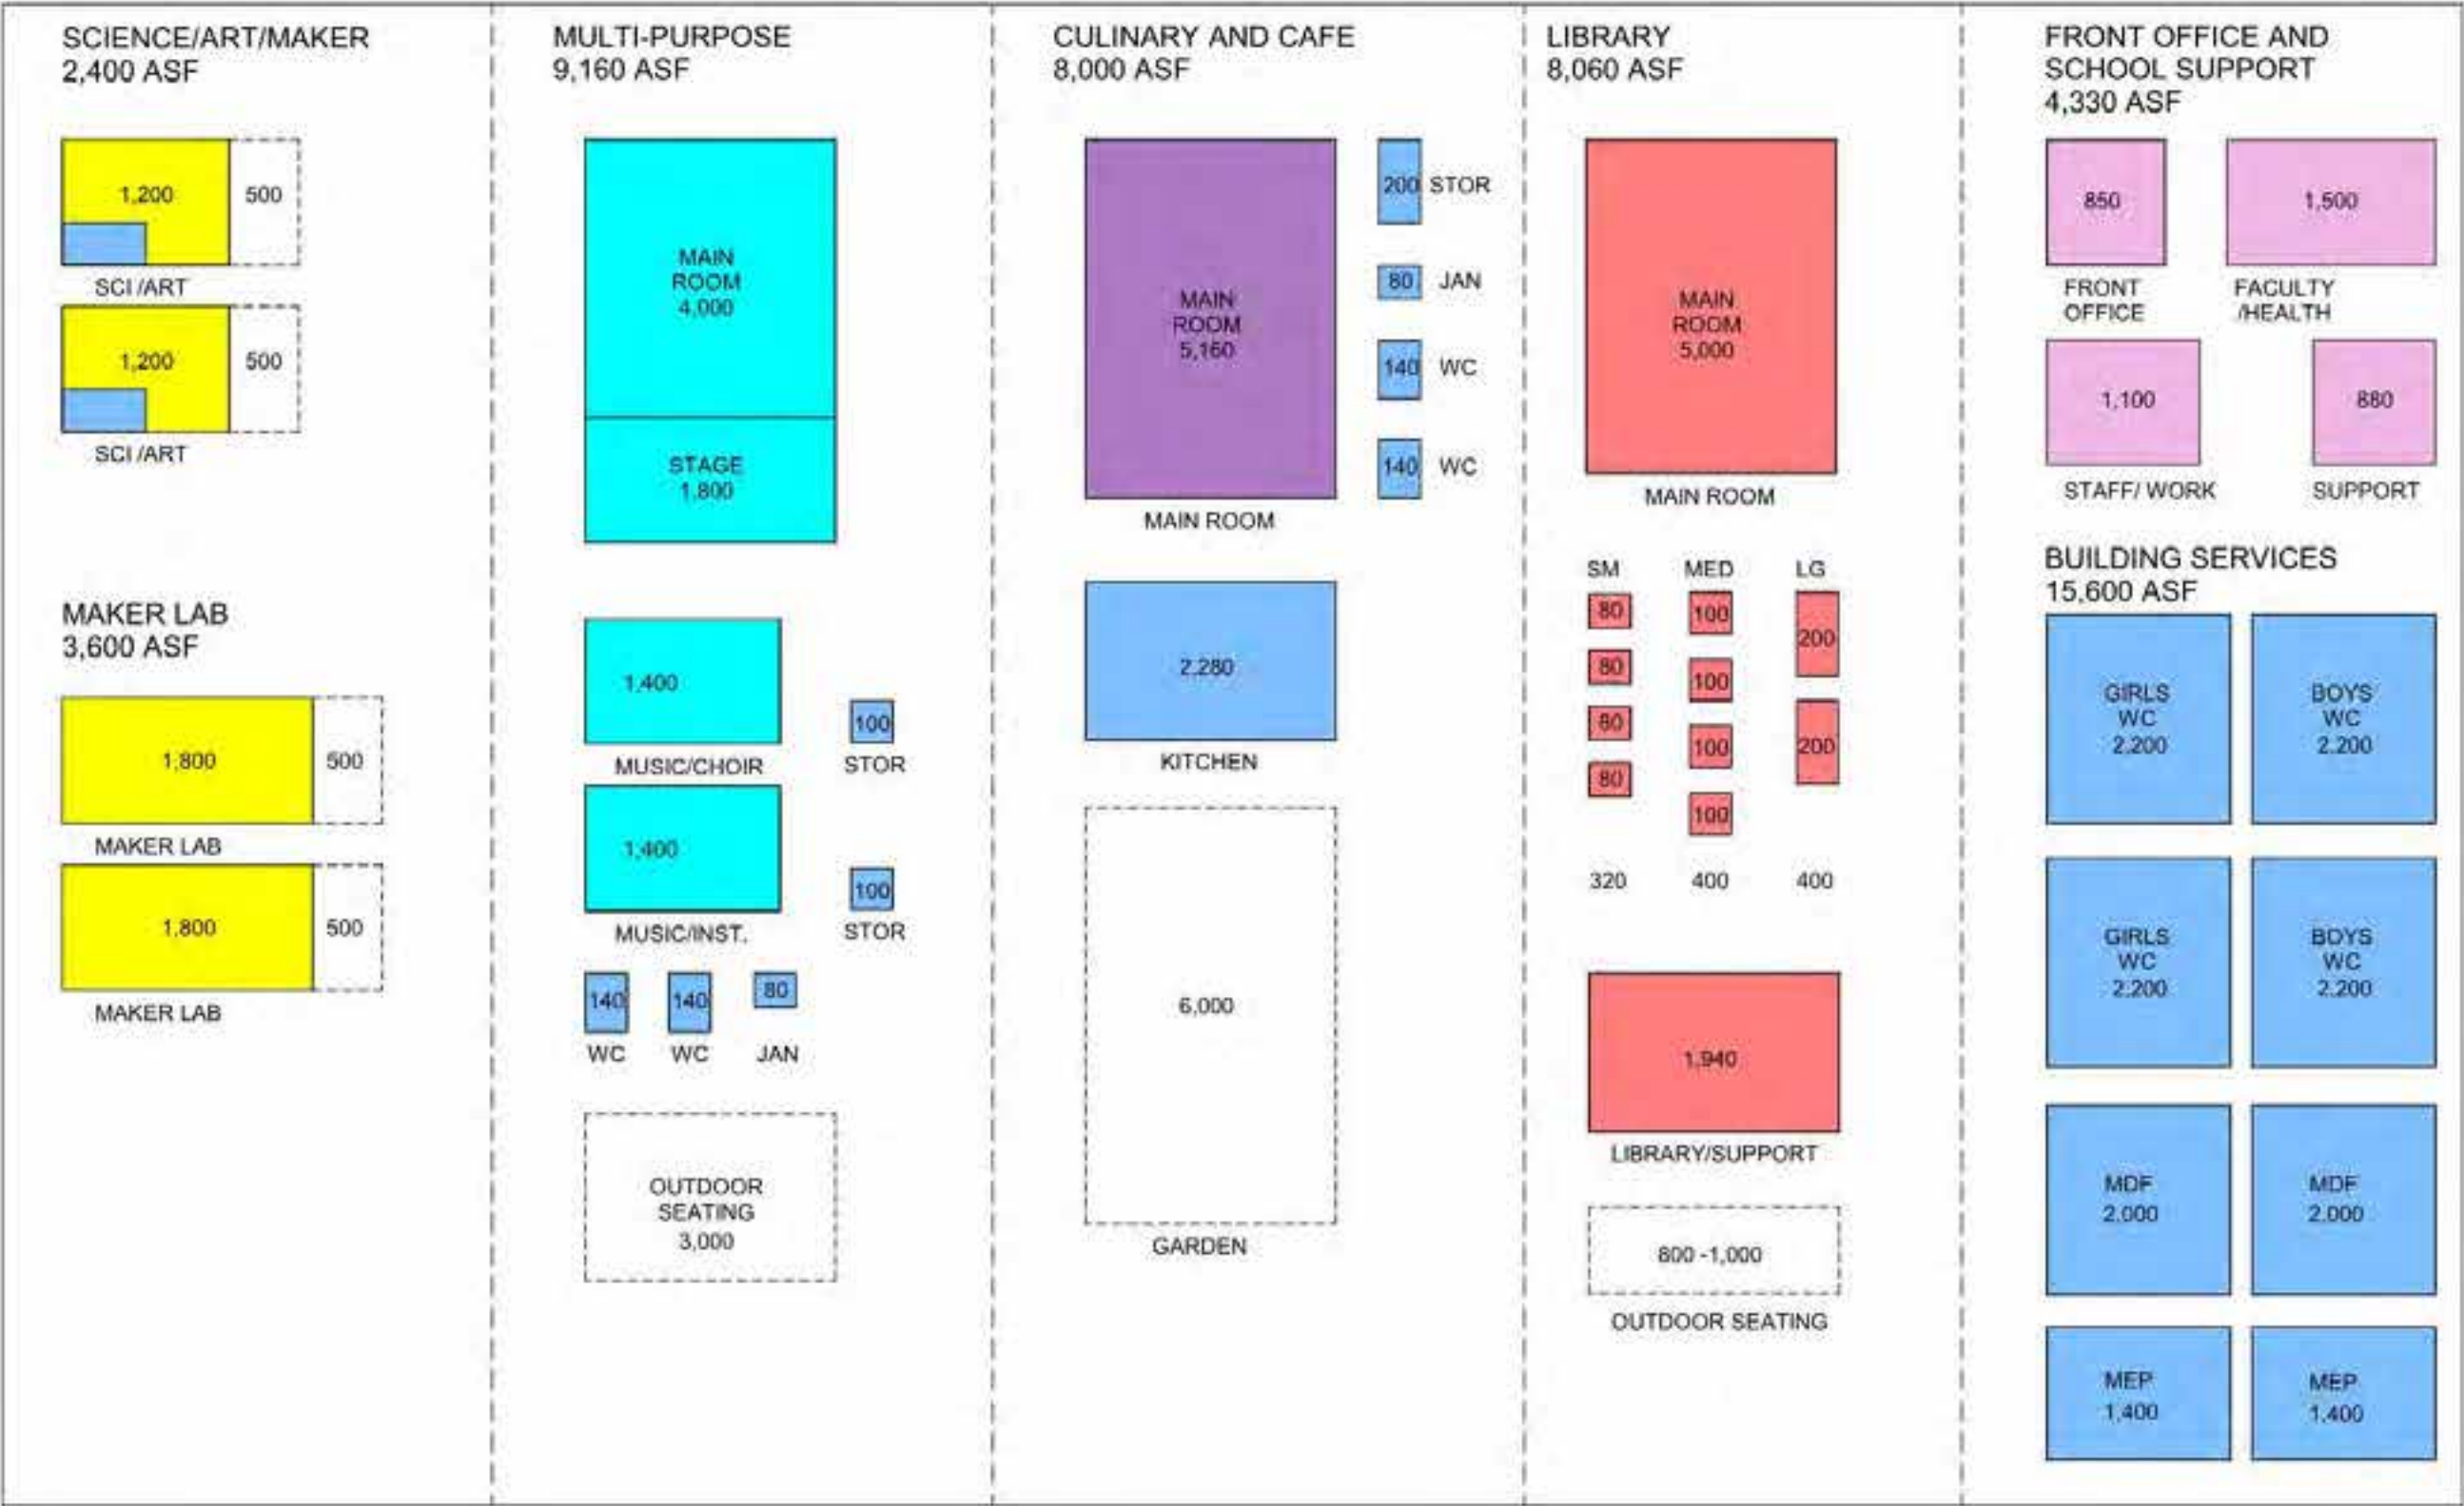 SCIENCE/ART/MAKER
2,400 ASF
1,200
500
SCI /ART
1,200
500
SCI /ART
MAKER LAB
3,600 ASF
1,800
500
MAKER LAB
1,800
500
MAKER LAB
MULTI-PURPOSE
9,160 ASF
MAIN
ROOM
4,000
STAGE
1,800
1,400
MUSIC/CHOIR
100
STOR
1,400
MUSIC/INST.
100
STOR
140
WC
140
WC
80
JAN
OUTDOOR
SEATING
3,000
CULINARY AND CAFE
8,000 ASF
MAIN
ROOM
5,160
MAIN ROOM
200 STOR
80 JAN
140 WC
140 WC
2,280
KITCHEN
6,000
GARDEN
LIBRARY
8,060 ASF
MAIN
ROOM
5,000
MAIN ROOM
SM
80
80
80
80
320
MED
100
100
100
100
400
LG
200
200
400
1,940
LIBRARY/SUPPORT
800 -1,000
OUTDOOR SEATING
FRONT OFFICE AND
SCHOOL SUPPORT
4,330 ASF
850
FRONT
OFFICE
1,500
FACULTY
/HEALTH
1,100
STAFF/ WORK
880
SUPPORT
BUILDING SERVICES
15,600 ASF
GIRLS
WC
2,200
BOYS
WC
2,200
GIRLS
WC
2,200
BOYS
WC
2,200
MDF
2,000
MDF
2,000
MEP
1,400
MEP
1,400